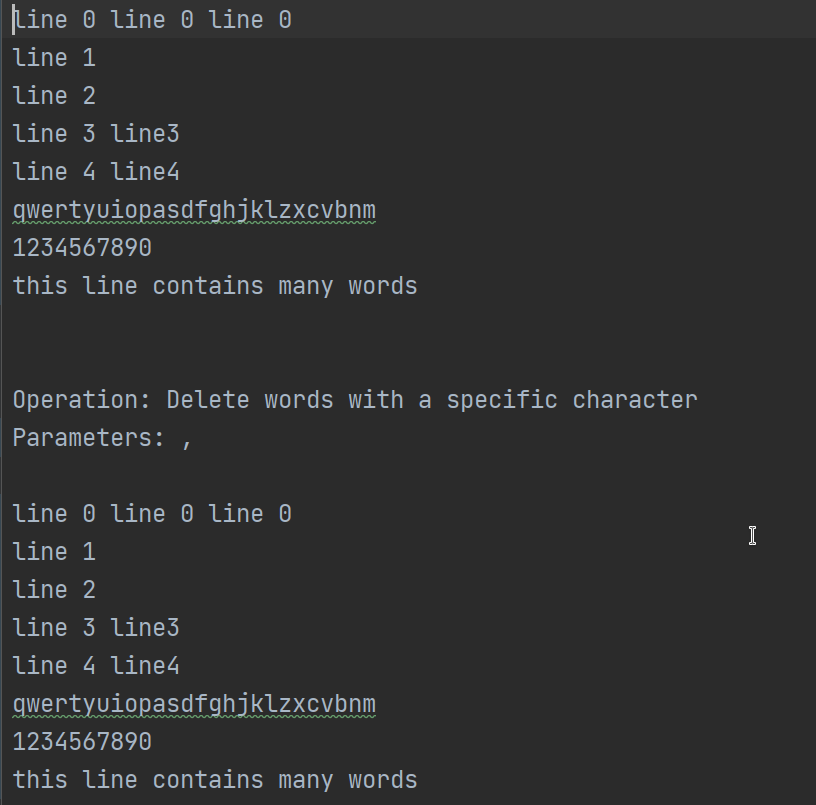 line 0 line 0 line 0
line 1
line 2
line 3 line3
line 4 line4
qwertyuiopasdfghjklzxcvbnm
1234567890
this line contains many words
Operation: Delete words with a specific character
Parameters: ,
line 0 line 0 line 0
line 1
line 2
line 3 line3
line 4 line4
qwertyuiopasdfghjklzxcvbnm
1234567890
this line contains many words